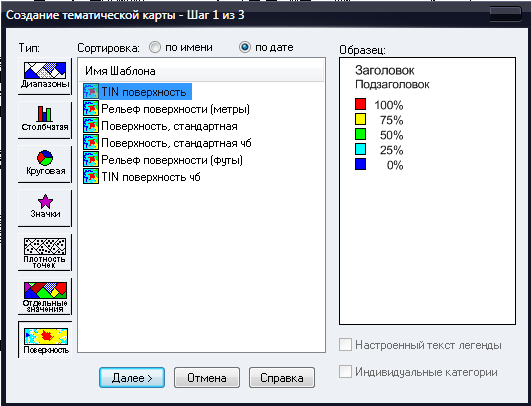 Создание тематической карты - Шаг 1 из 3
Тип:
Сортировка:
по имени
по дате
Образец:
Диапазоны
Столбчатая
Круговая
Значки
Плотность
точек
Отдельные
значения
Поверхность
Имя Шаблона
TIN поверхность
Рельеф поверхности (метры)
Поверхность, стандартная
Поверхность, стандартная чб
Рельеф поверхности (футы)
TIN поверхность чб
Заголовок
Подзаголовок
100%
75%
50%
25%
0%
Настроенный текст легенды
Индивидуальные категории
Далее >
Отмена
Справка